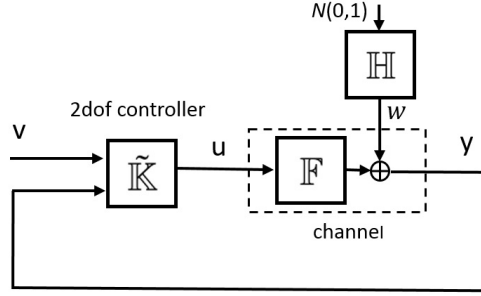 N(0,1)
ℍ
2dof controller
w
v
u
y
𝕂̃
𝔽
channel